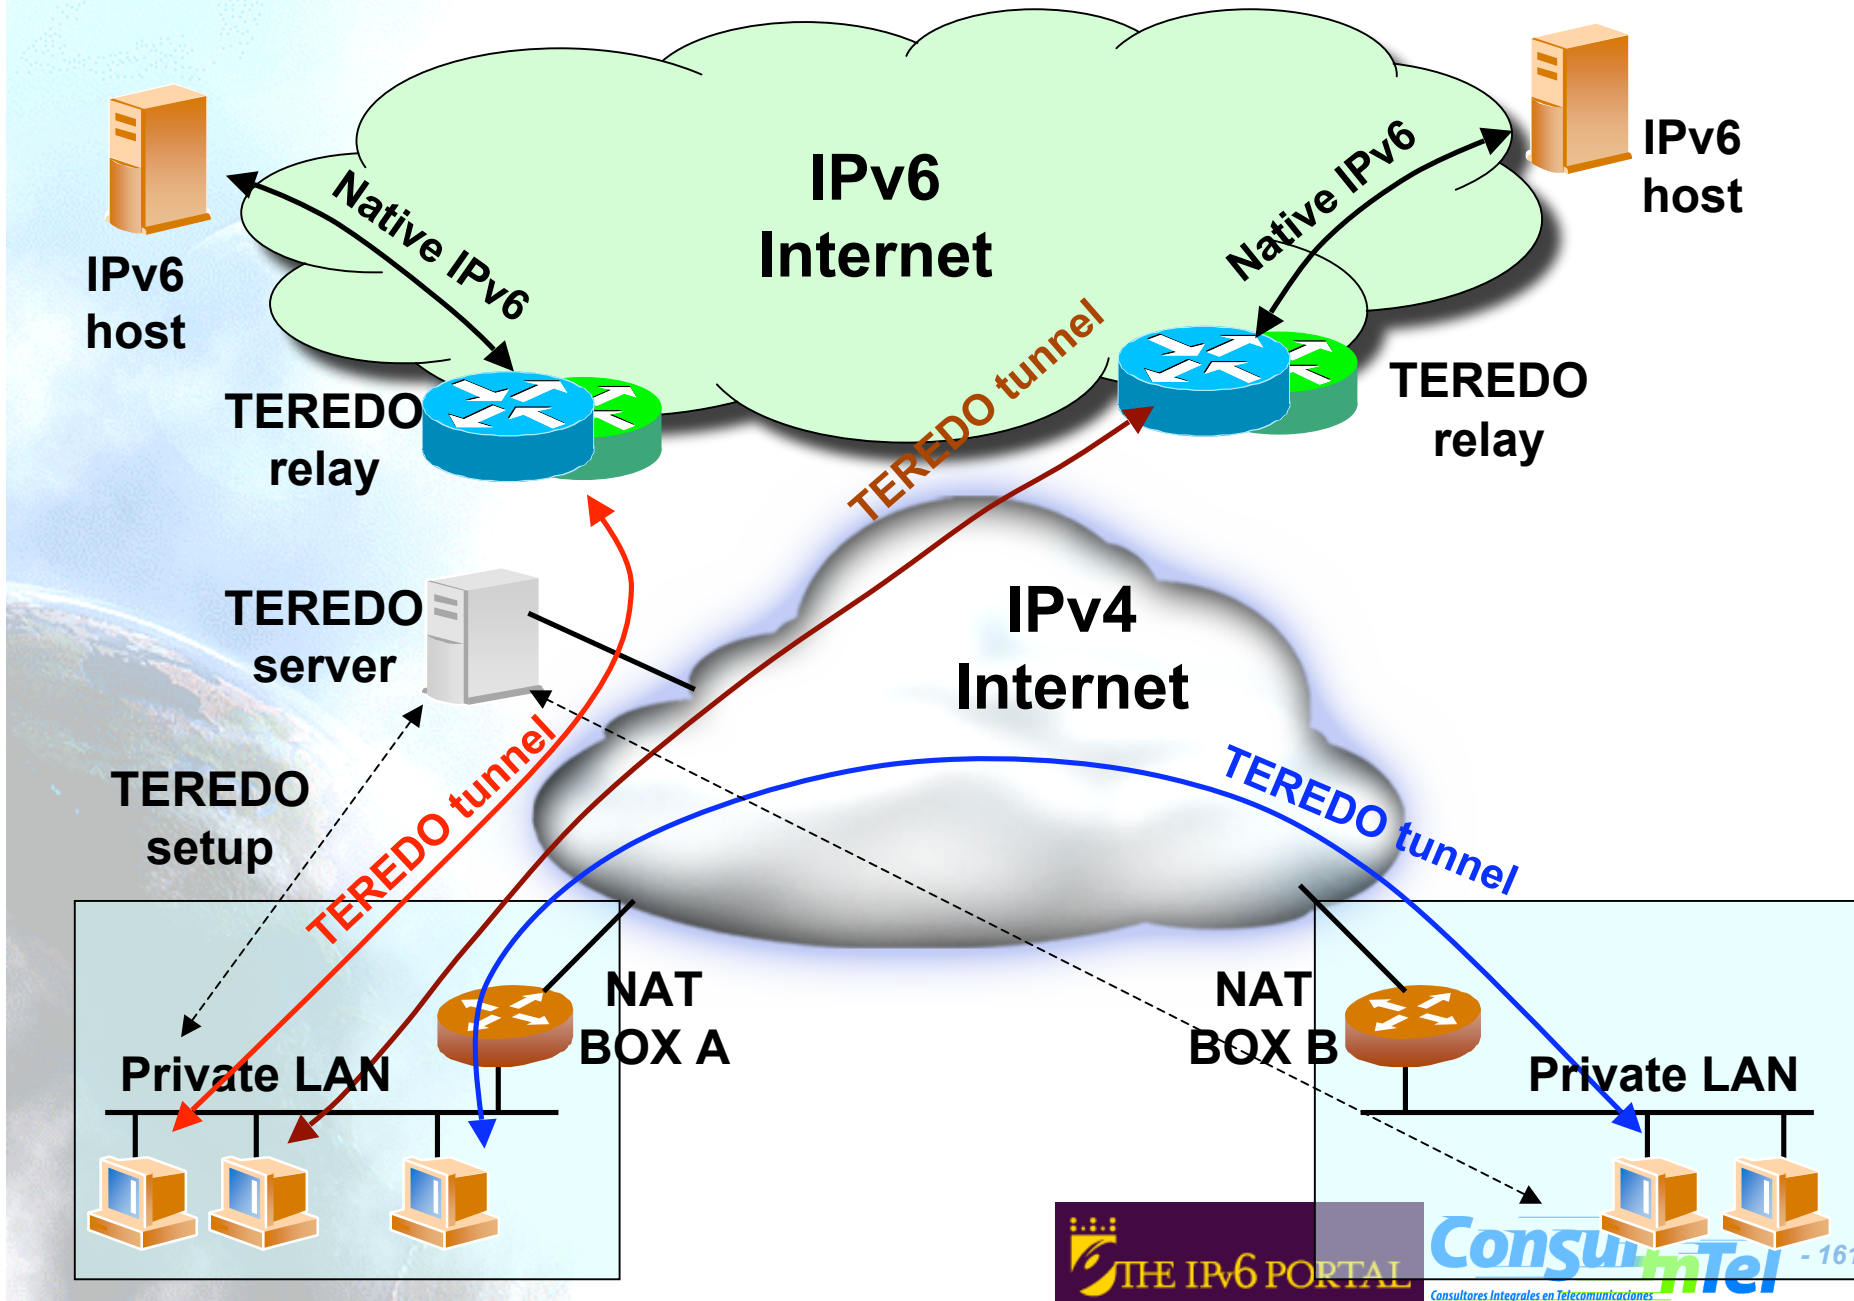 IPv6
host
Native IPv6
IPv6
Internet
Native IPv6
IPv6
host
TEREDO
relay
TEREDO tunnel
TEREDO
relay
TEREDO
server
IPv4
Internet
TEREDO
setup
TEREDO tunnel
TEREDO tunnel
NAT
BOX A
NAT
BOX B
Private LAN
Private LAN
THE IPv6 PORTAL
ConsulIntel
Consultores Integrales en Telecomunicaciones
- 161